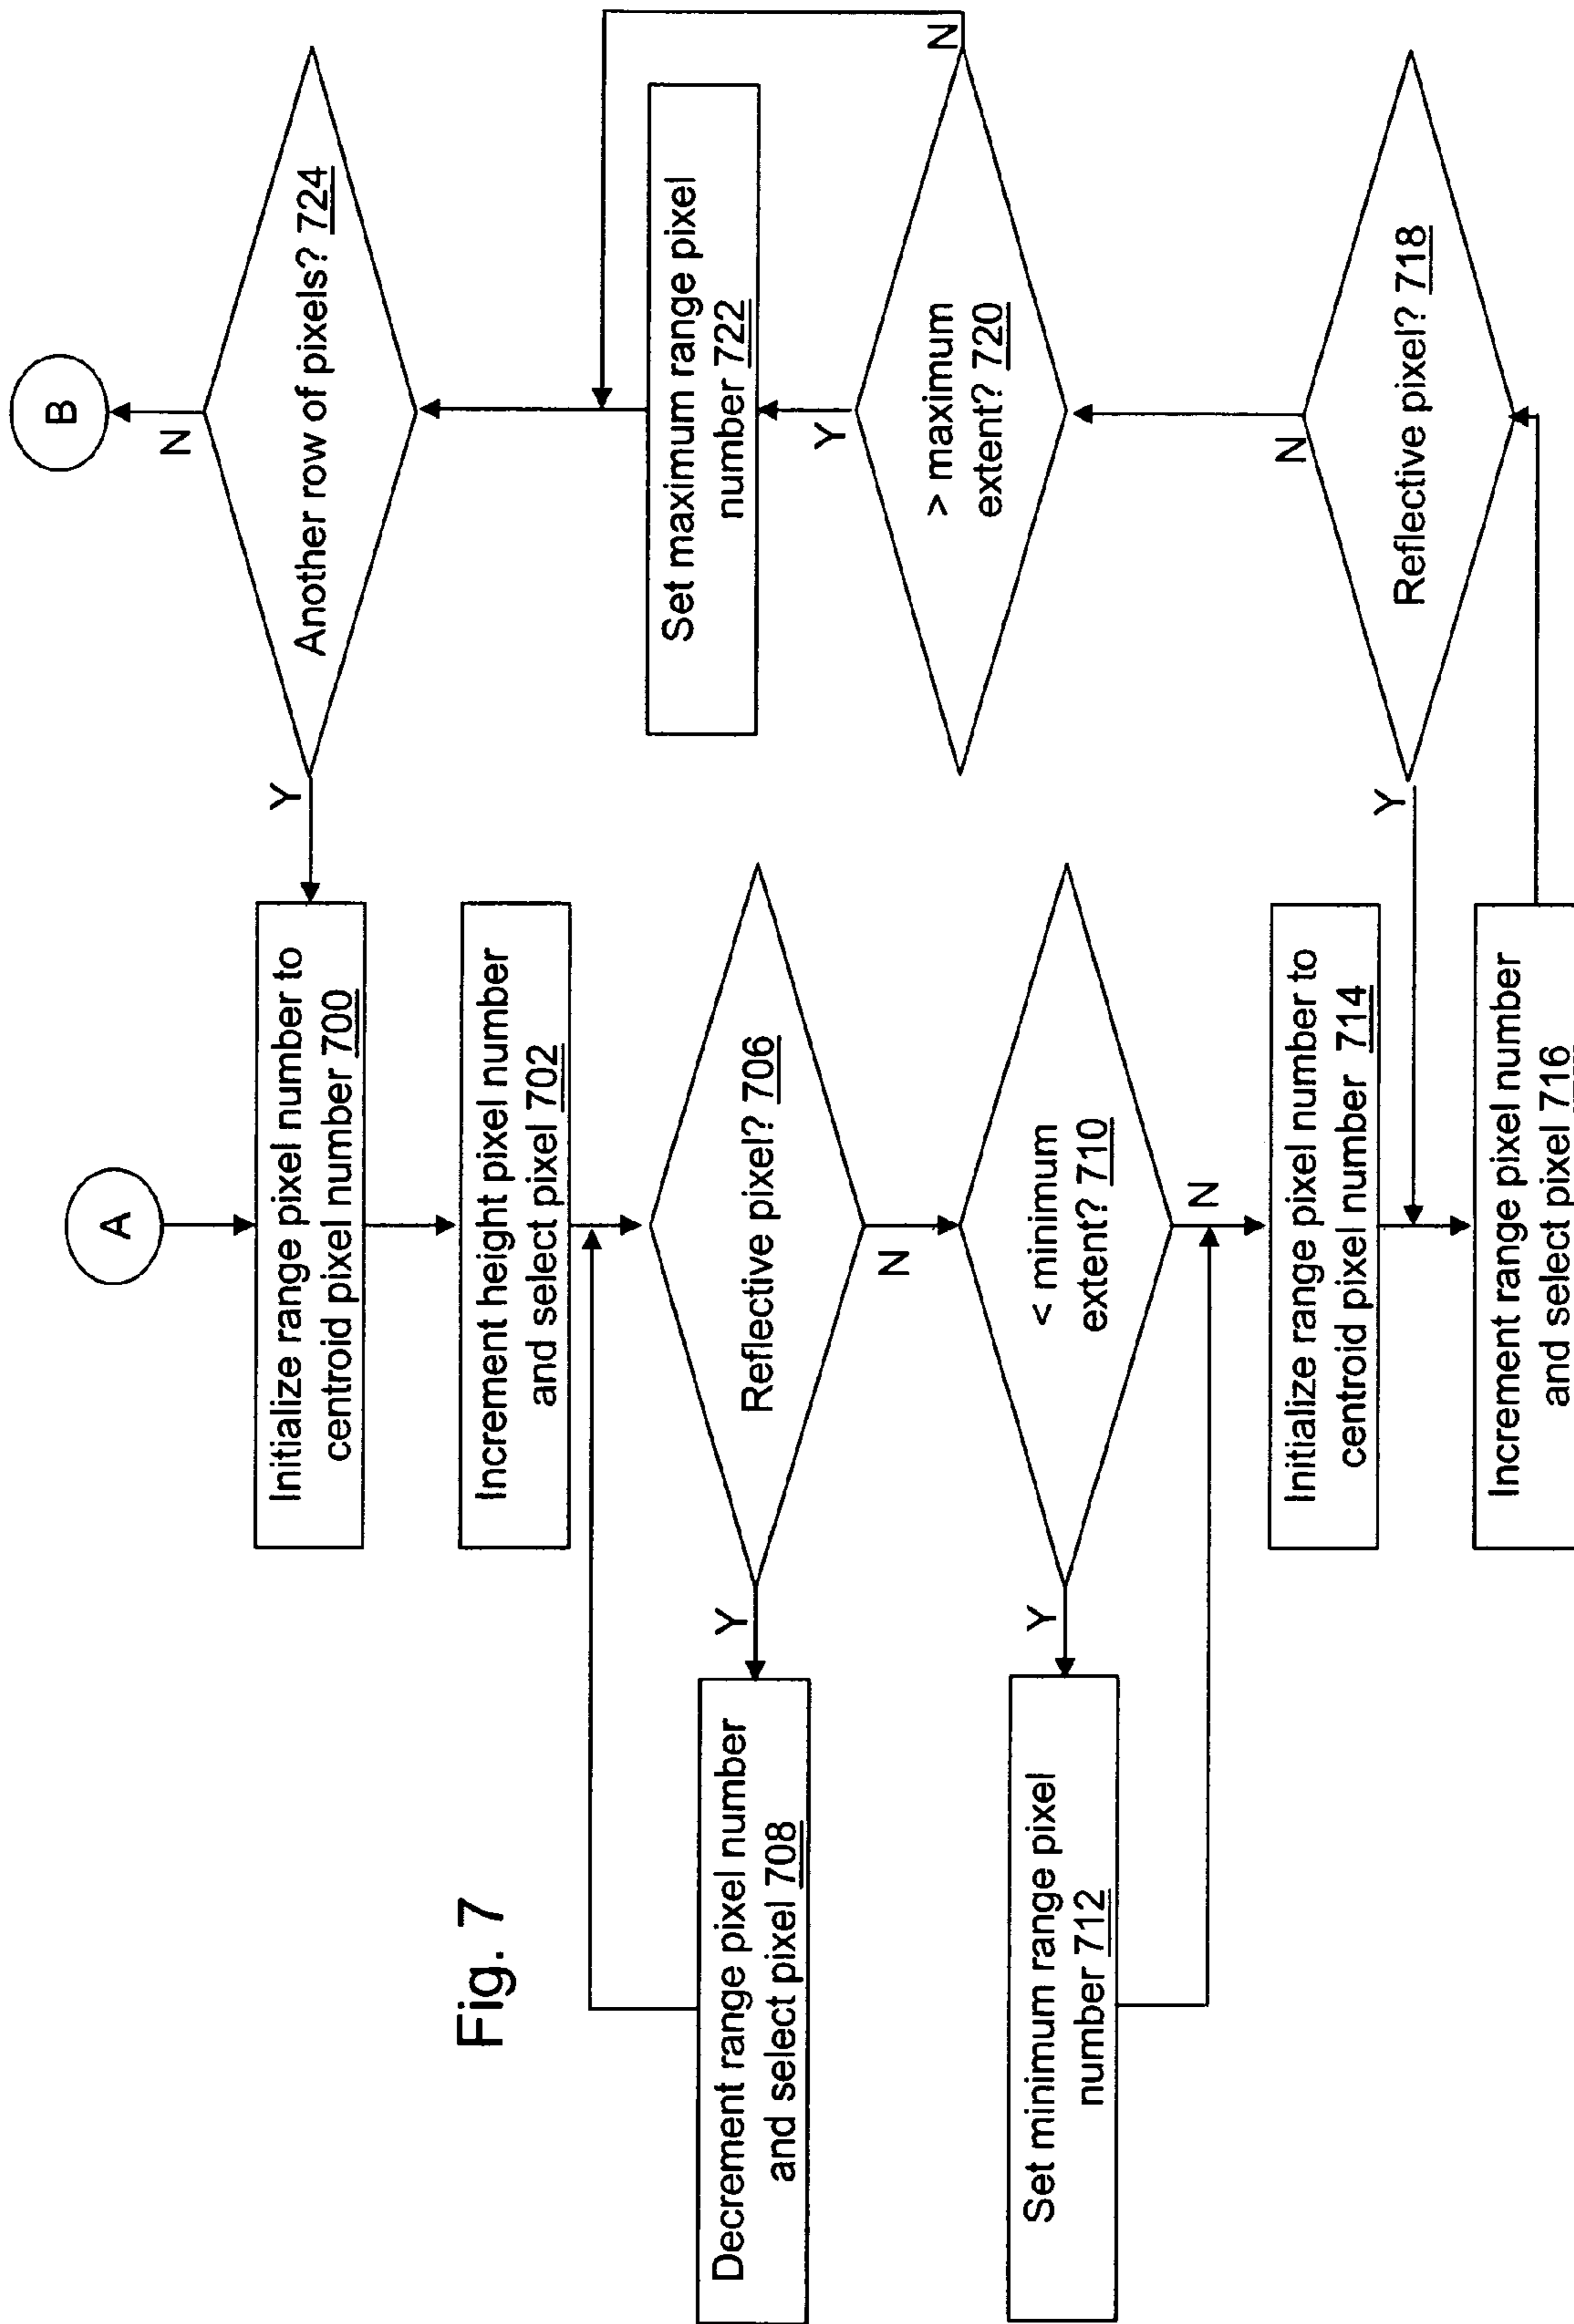 Fig. 7
A
Initialize range pixel number to
centroid pixel number 700
Increment height pixel number
and select pixel 702
Reflective pixel? 706
Y
N
Decrement range pixel number
and select pixel 708
< minimum
extent? 710
Y
N
Set minimum range pixel
number 712
Initialize range pixel number to
centroid pixel number 714
Increment range pixel number
and select pixel 716
Reflective pixel? 718
Y
N
> maximum
extent? 720
Y
N
Set maximum range pixel
number 722
Another row of pixels? 724
Y
N
B